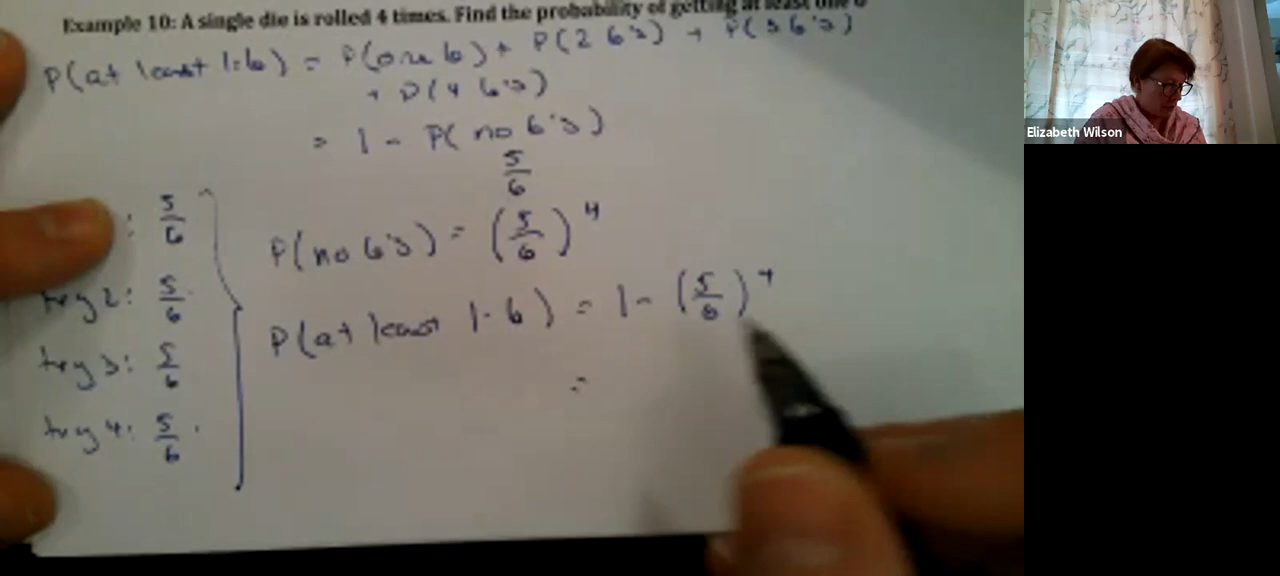 Example 10: A single die is rolled 4 times. Find the probability of getting at least one 6
P(at least 1·6) = P(one 6) + P(2 6's) + P(3 6's)
+ P(4 6's)
= 1 - P(no 6's)
5/6
: 5/6
P(no 6's) = (5/6)^4
try 2: 5/6
P(at least 1·6) = 1 - (5/6)^4
try 3: 5/6
=
try 4: 5/6
Elizabeth Wilson